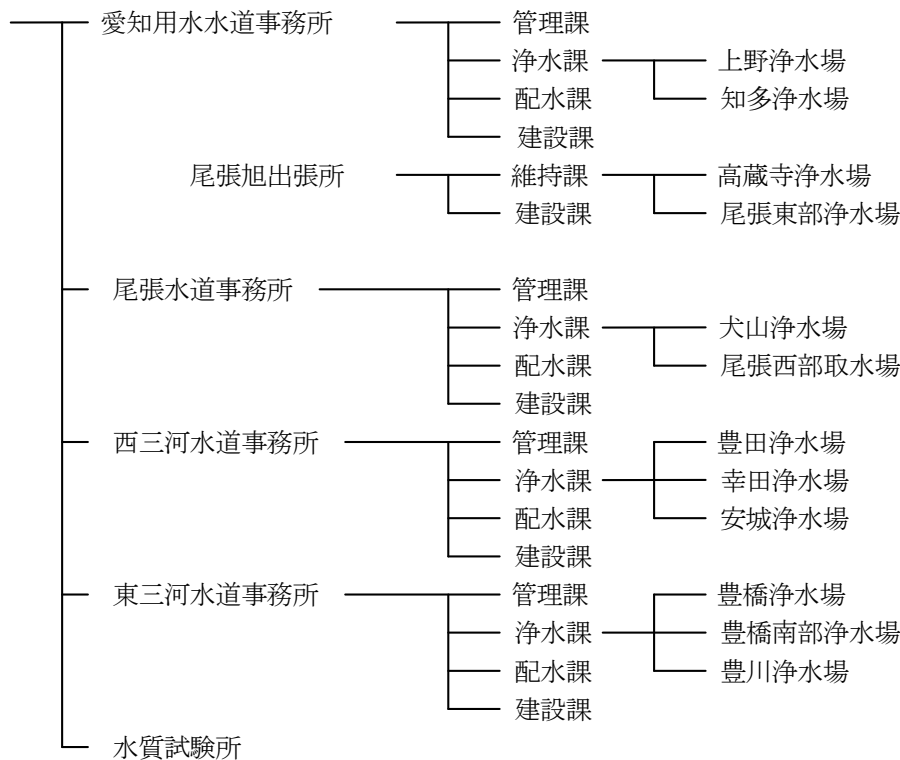 愛知用水水道事務所 管理課
浄水課 上野浄水場
配水課 知多浄水場
建設課
尾張旭出張所 維持課 高蔵寺浄水場
建設課 尾張東部浄水場
尾張水道事務所 管理課
浄水課 犬山浄水場
配水課 尾張西部取水場
建設課
西三河水道事務所 管理課 豊田浄水場
浄水課 幸田浄水場
配水課 安城浄水場
建設課
東三河水道事務所 管理課 豊橋浄水場
浄水課 豊橋南部浄水場
配水課 豊川浄水場
建設課
水質試験所